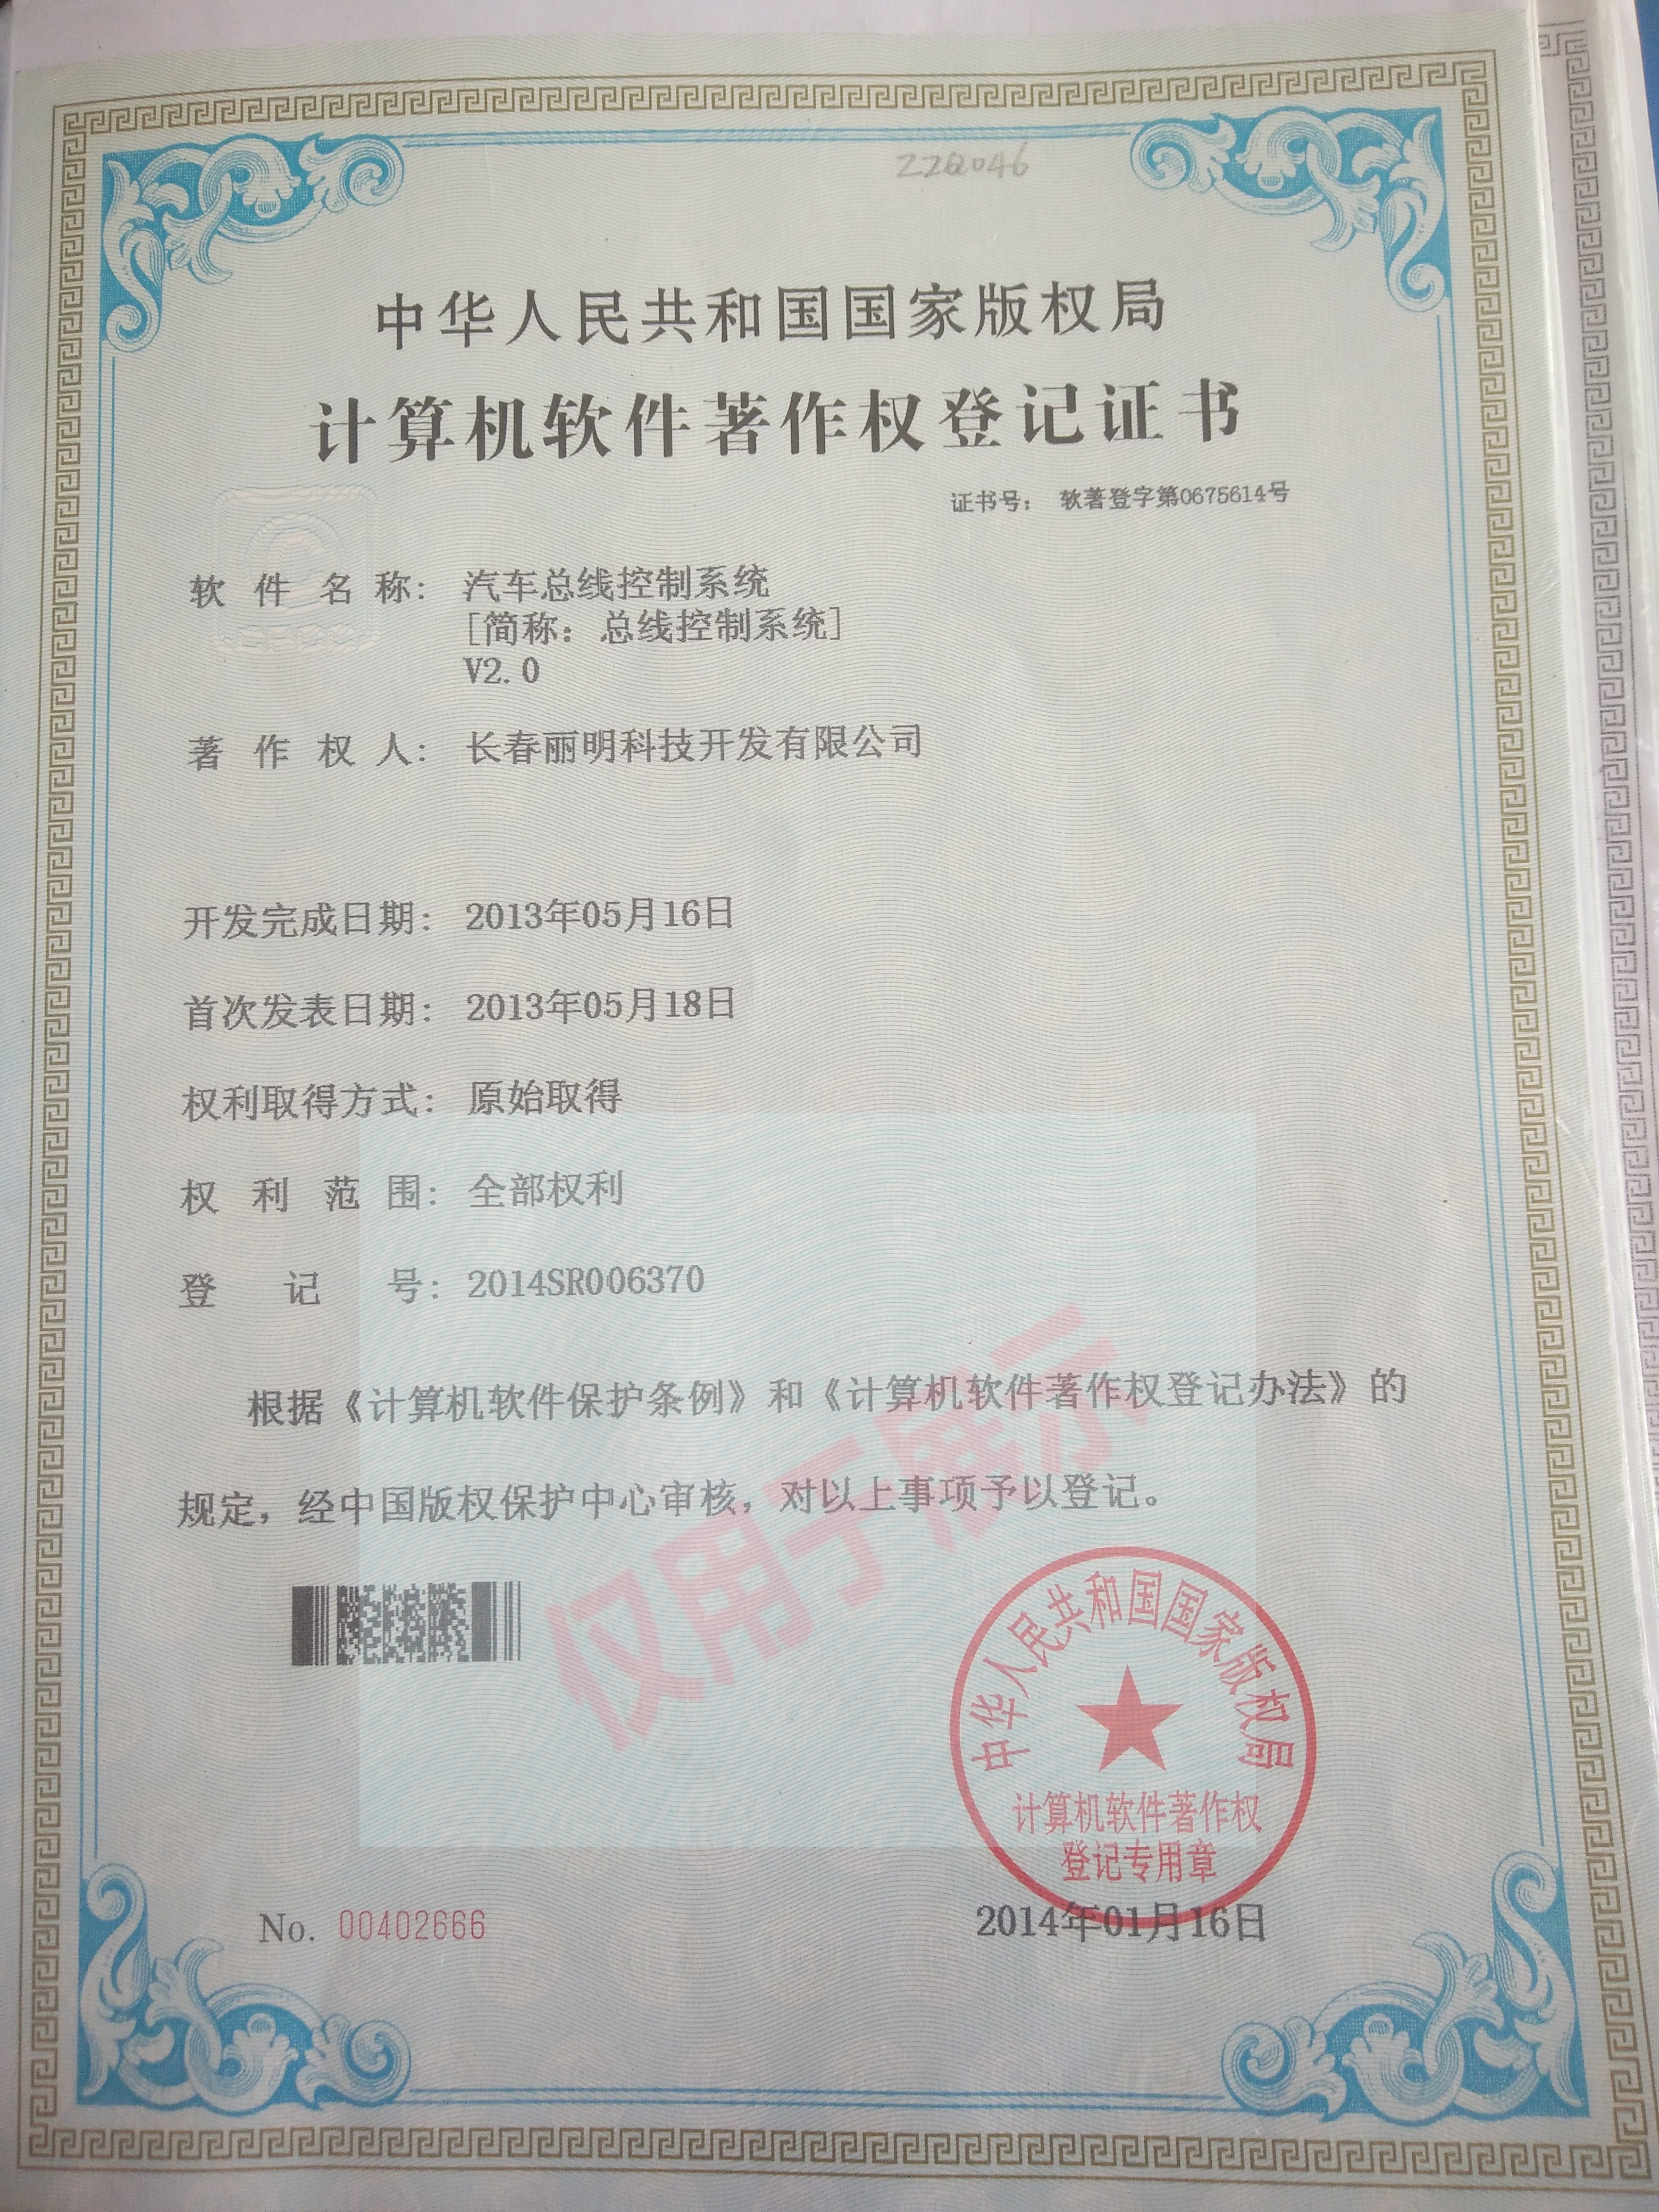 ZZQ046
中华人民共和国国家版权局
计算机软件著作权登记证书
证书号： 软著登字第0675614号
软件名称： 汽车总线控制系统
[简称：总线控制系统]
V2.0
著作权人： 长春丽明科技开发有限公司
开发完成日期： 2013年05月16日
首次发表日期： 2013年05月18日
权利取得方式： 原始取得
权利范围： 全部权利
登记号： 2014SR006370
根据《计算机软件保护条例》和《计算机软件著作权登记办法》的
规定，经中国版权保护中心审核，对以上事项予以登记。
仅用于展示
中华人民共和国国家版权局
计算机软件著作权
登记专用章
No. 00402666
2014年01月16日